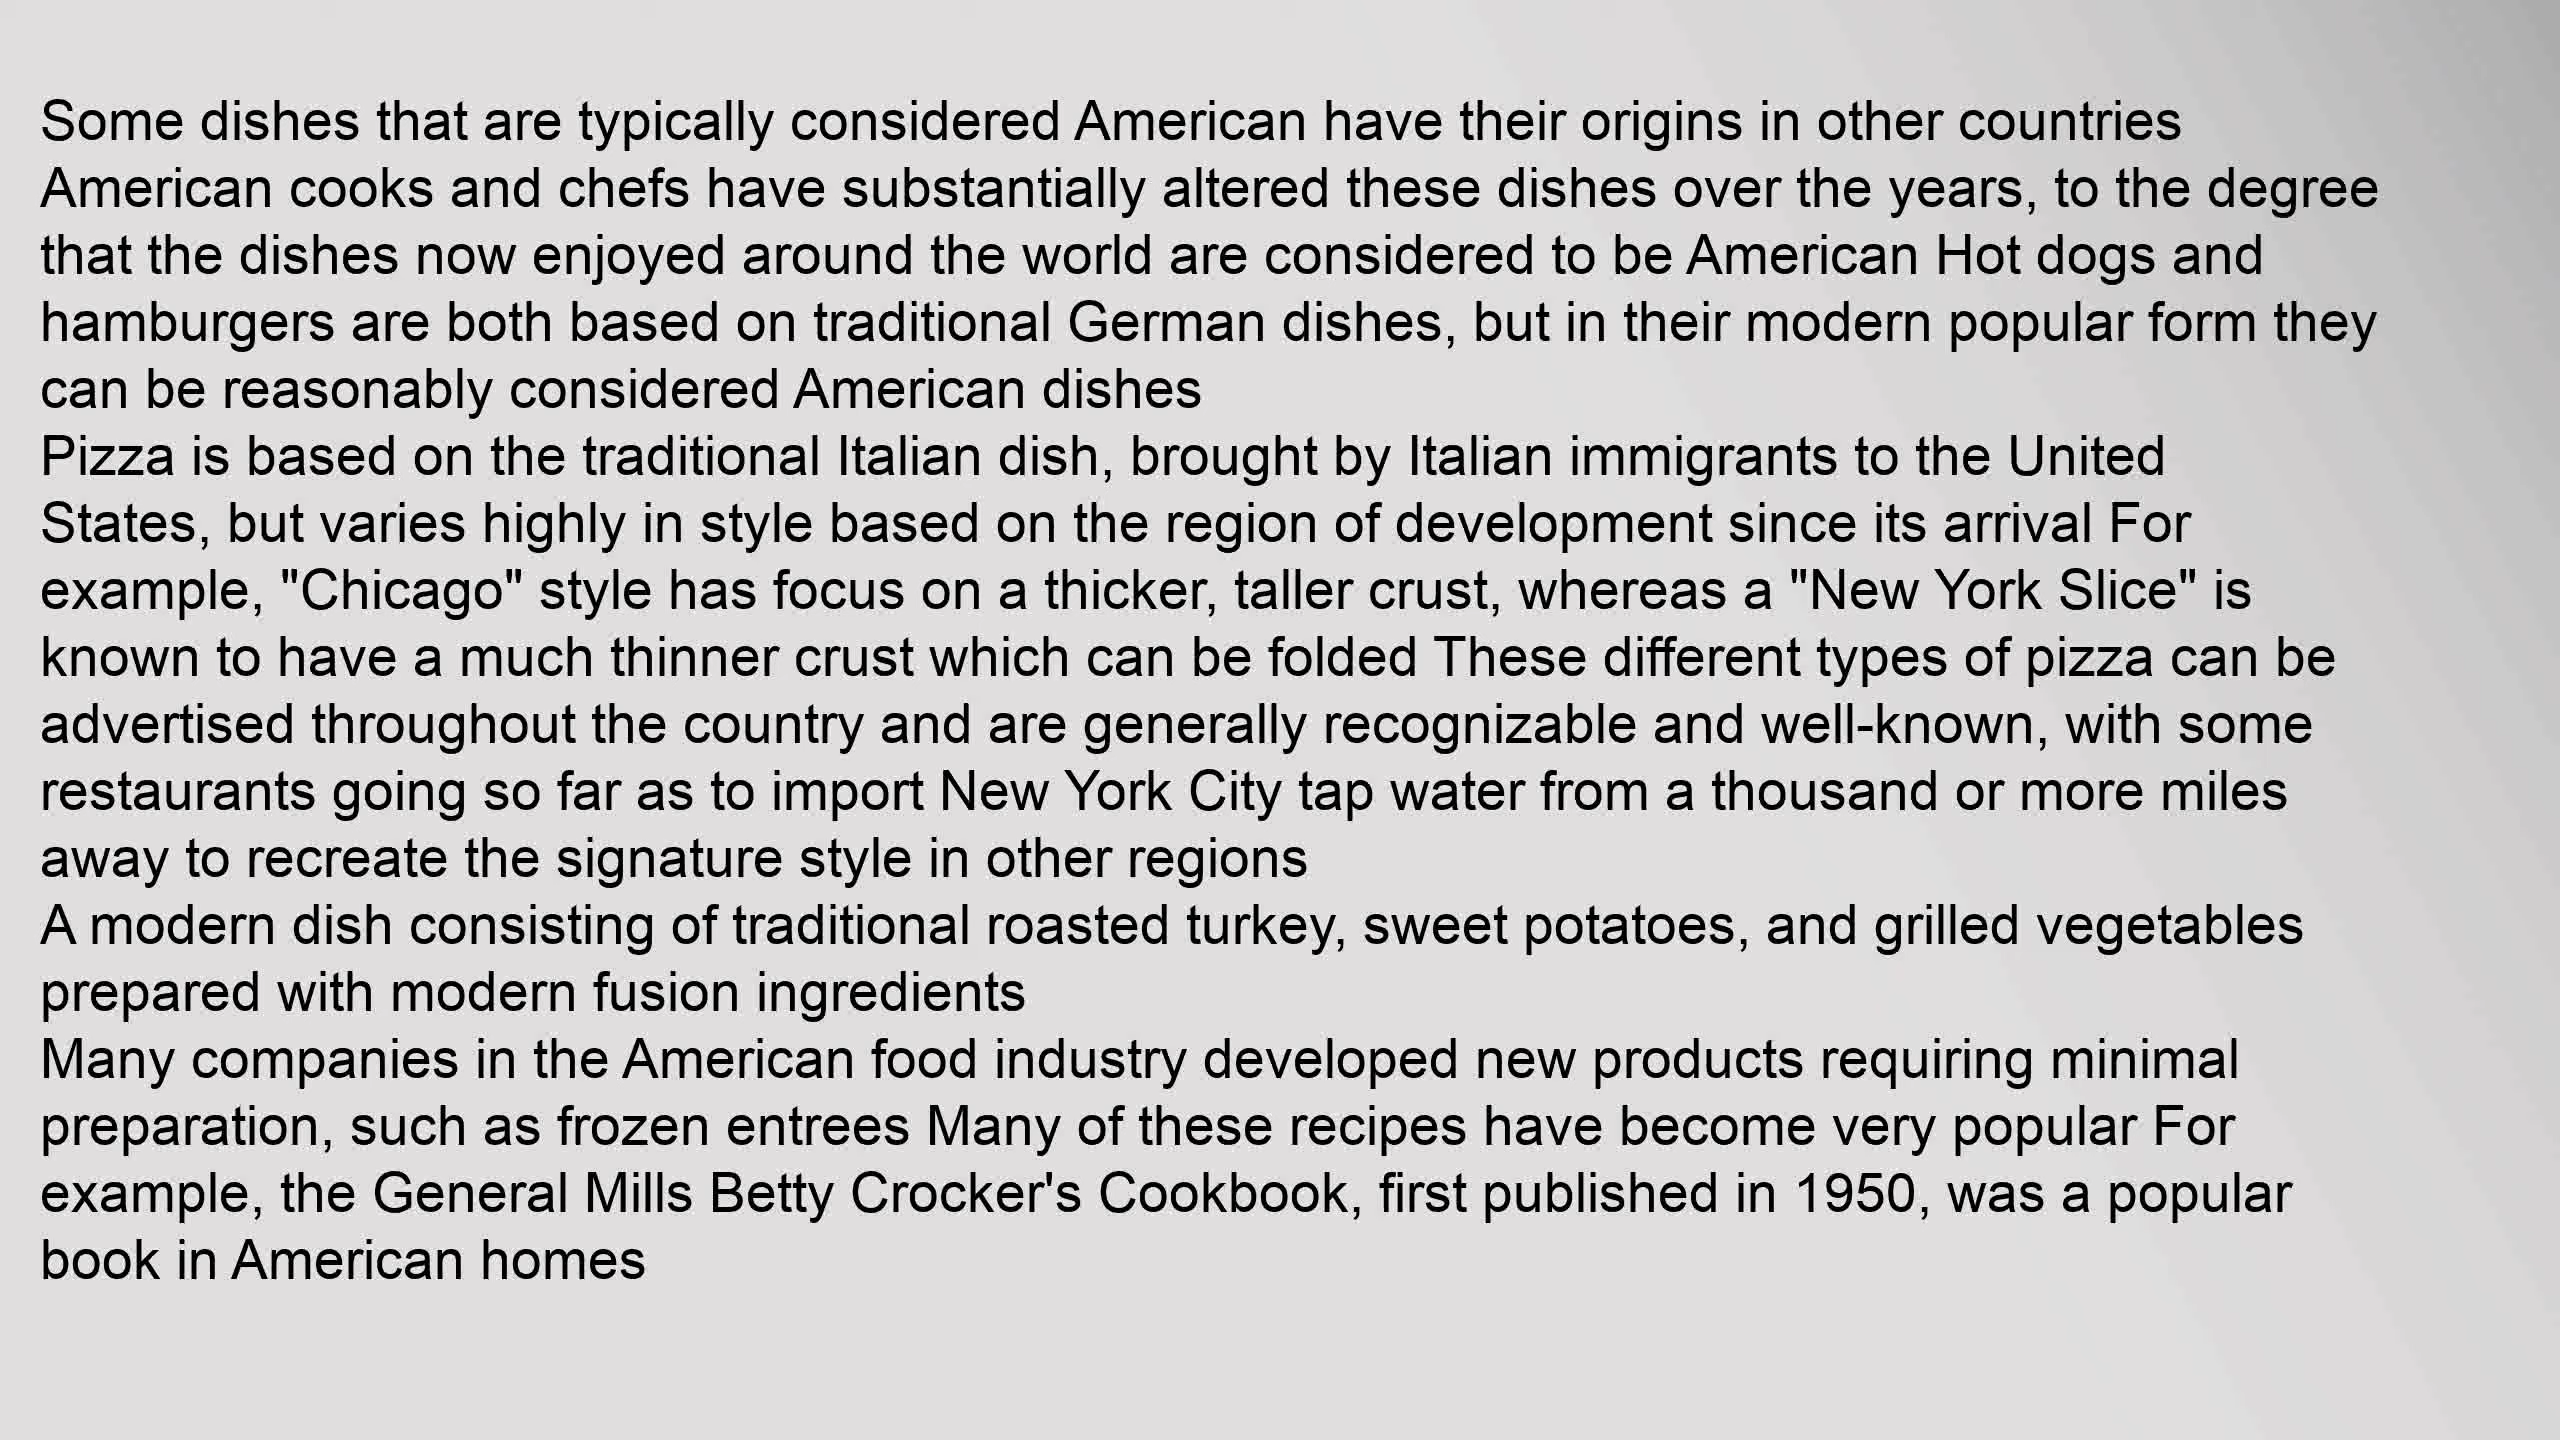 Some dishes that are typically considered American have their origins in other countries
American cooks and chefs have substantially altered these dishes over the years, to the degree
that the dishes now enjoyed around the world are considered to be American Hot dogs and
hamburgers are both based on traditional German dishes, but in their modern popular form they
can be reasonably considered American dishes
Pizza is based on the traditional Italian dish, brought by Italian immigrants to the United
States, but varies highly in style based on the region of development since its arrival For
example, "Chicago" style has focus on a thicker, taller crust, whereas a "New York Slice" is
known to have a much thinner crust which can be folded These different types of pizza can be
advertised throughout the country and are generally recognizable and well-known, with some
restaurants going so far as to import New York City tap water from a thousand or more miles
away to recreate the signature style in other regions
A modern dish consisting of traditional roasted turkey, sweet potatoes, and grilled vegetables
prepared with modern fusion ingredients
Many companies in the American food industry developed new products requiring minimal
preparation, such as frozen entrees Many of these recipes have become very popular For
example, the General Mills Betty Crocker's Cookbook, first published in 1950, was a popular
book in American homes